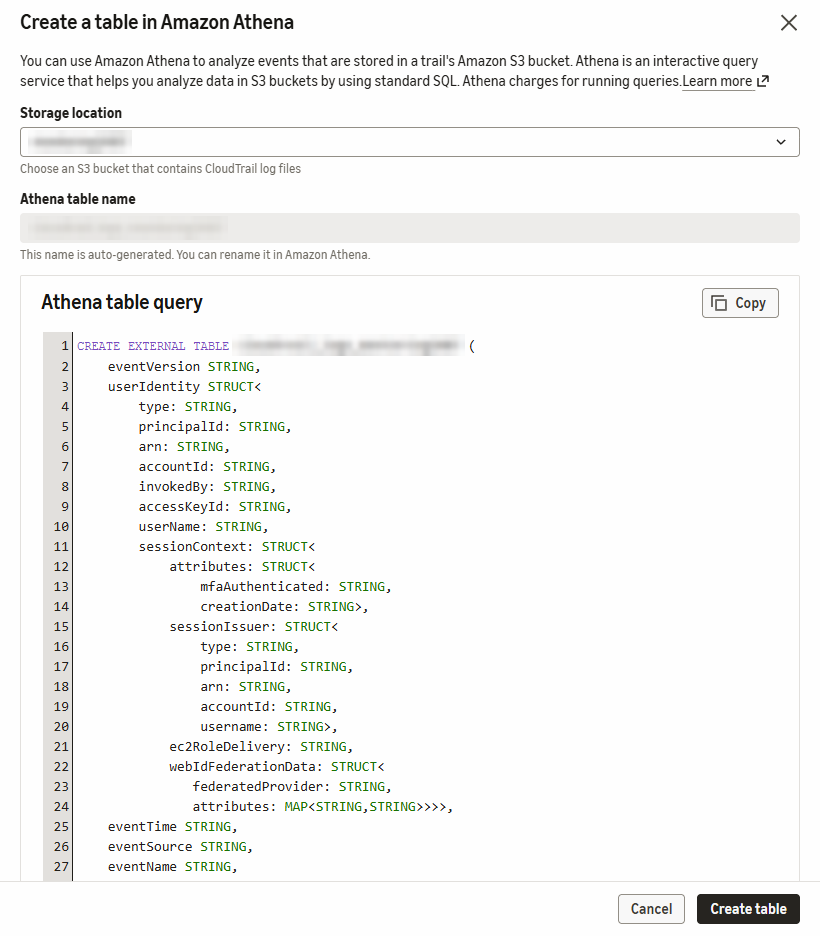 Create a table in Amazon Athena
You can use Amazon Athena to analyze events that are stored in a trail's Amazon S3 bucket. Athena is an interactive query
service that helps you analyze data in S3 buckets by using standard SQL. Athena charges for running queries.Learn more
Storage location
Choose an S3 bucket that contains CloudTrail log files
Athena table name
This name is auto-generated. You can rename it in Amazon Athena.
Athena table query
Copy
1 CREATE EXTERNAL TABLE (
2 eventVersion STRING,
3 userIdentity STRUCT<
4 type: STRING,
5 principalId: STRING,
6 arn: STRING,
7 accountId: STRING,
8 invokedBy: STRING,
9 accessKeyId: STRING,
10 userName: STRING,
11 sessionContext: STRUCT<
12 attributes: STRUCT<
13 mfaAuthenticated: STRING,
14 creationDate: STRING>,
15 sessionIssuer: STRUCT<
16 type: STRING,
17 principalId: STRING,
18 arn: STRING,
19 accountId: STRING,
20 username: STRING>,
21 ec2RoleDelivery: STRING,
22 webIdFederationData: STRUCT<
23 federatedProvider: STRING,
24 attributes: MAP<STRING,STRING>>>>,
25 eventTime STRING,
26 eventSource STRING,
27 eventName STRING,
Cancel
Create table